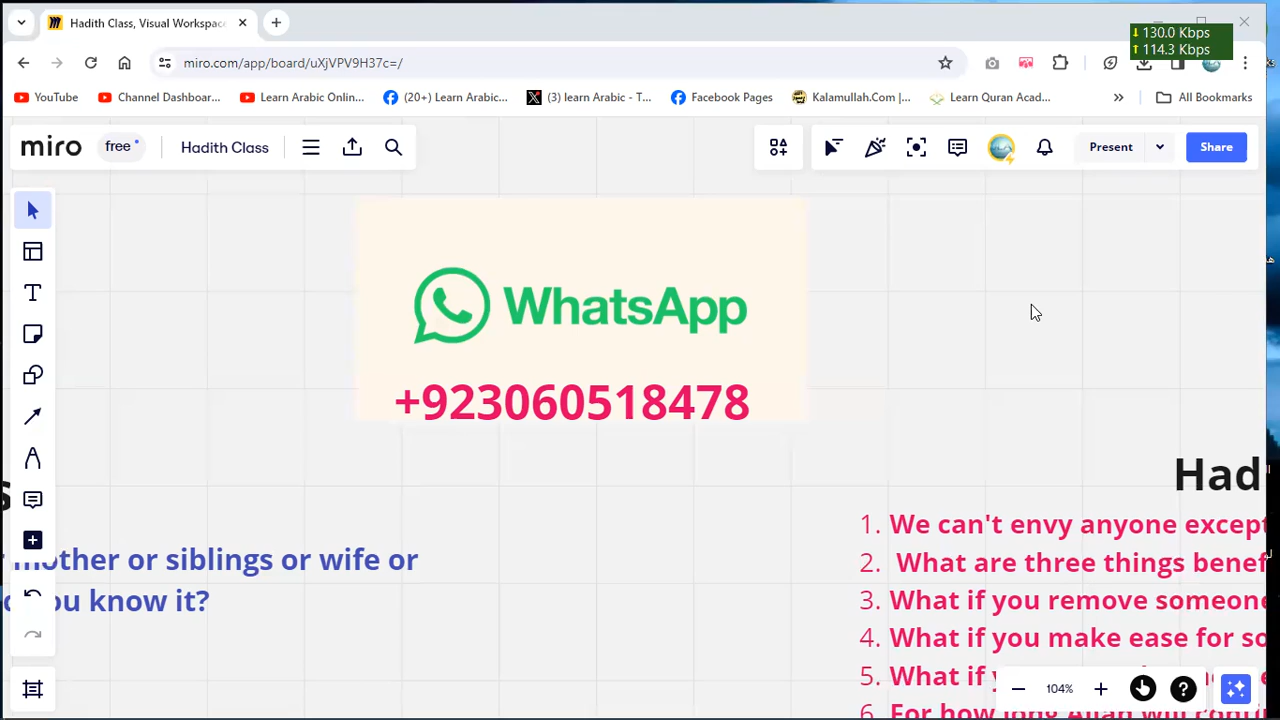 Hadith Class, Visual Workspac
130.0 Kbps
114.3 Kbps
miro.com/app/board/uXjVPV9H37c=/
YouTube
Channel Dashboar...
Learn Arabic Onlin...
(20+) Learn Arabic...
(3) learn Arabic - T...
Facebook Pages
Kalamullah.Com |...
Learn Quran Acad...
All Bookmarks
miro
free
Hadith Class
Present
Share
WhatsApp
+923060518478
mother or siblings or wife or
you know it?
Had
1. We can't envy anyone except
2. What are three things benef
3. What if you remove someone
4. What if you make ease for so
5. What if
6. For how long Allah will
104%